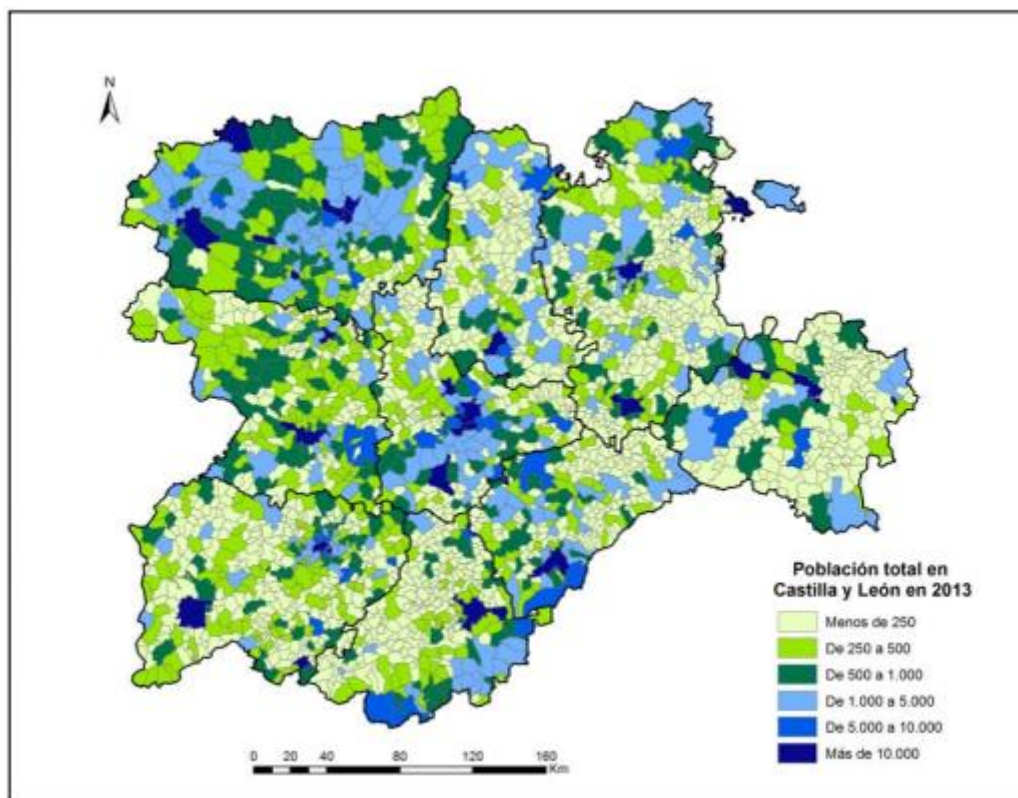 N
Población total en
Castilla y León en 2013
Menos de 250
De 250 a 500
De 500 a 1.000
De 1.000 a 5.000
De 5.000 a 10.000
Más de 10.000
0 20 40 80 120 160
Km